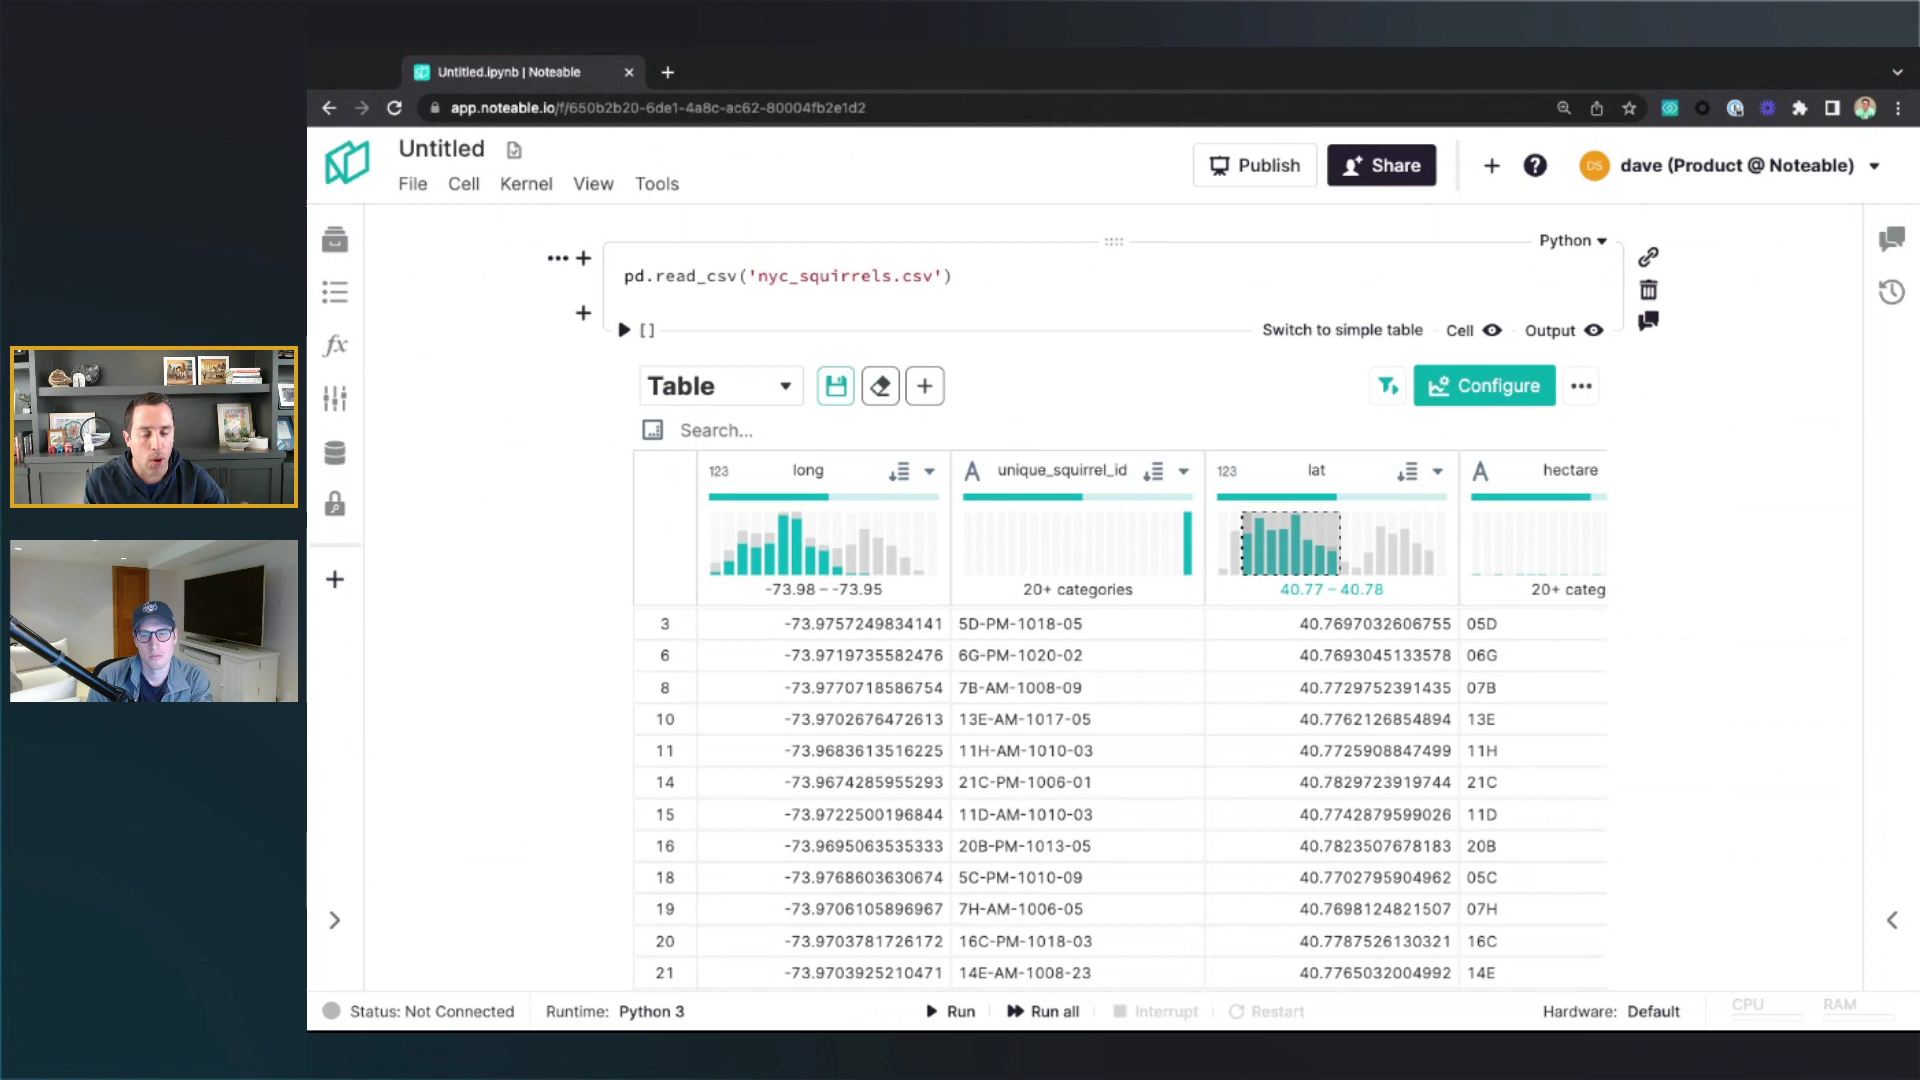 Untitled.ipynb | Noteable
app.noteable.io/f/650b2b20-6de1-4a8c-ac62-80004fb2e1d2
Untitled
File Cell Kernel View Tools
Publish
Share
DS
dave (Product @ Noteable)
Python
pd.read_csv('nyc_squirrels.csv')
[ ]
Switch to simple table Cell Output
Table
Configure
Search...
123 long A unique_squirrel_id 123 lat A hectare
-73.98 – -73.95 20+ categories 40.77 – 40.78 20+ categ
3 -73.9757249834141 5D-PM-1018-05 40.7697032606755 05D
6 -73.9719735582476 6G-PM-1020-02 40.7693045133578 06G
8 -73.9770718586754 7B-AM-1008-09 40.7729752391435 07B
10 -73.9702676472613 13E-AM-1017-05 40.7762126854894 13E
11 -73.9683613516225 11H-AM-1010-03 40.7725908847499 11H
14 -73.9674285955293 21C-PM-1006-01 40.7829723919744 21C
15 -73.9722500196844 11D-AM-1010-03 40.7742879599026 11D
16 -73.9695063535333 20B-PM-1013-05 40.7823507678183 20B
18 -73.9768603630674 5C-PM-1010-09 40.7702795904962 05C
19 -73.9706105896967 7H-AM-1006-05 40.7698124821507 07H
20 -73.9703781726172 16C-PM-1018-03 40.7787526130321 16C
21 -73.9703925210471 14E-AM-1008-23 40.7765032004992 14E
Status: Not Connected Runtime: Python 3 Run Run all Interrupt Restart Hardware: Default CPU RAM